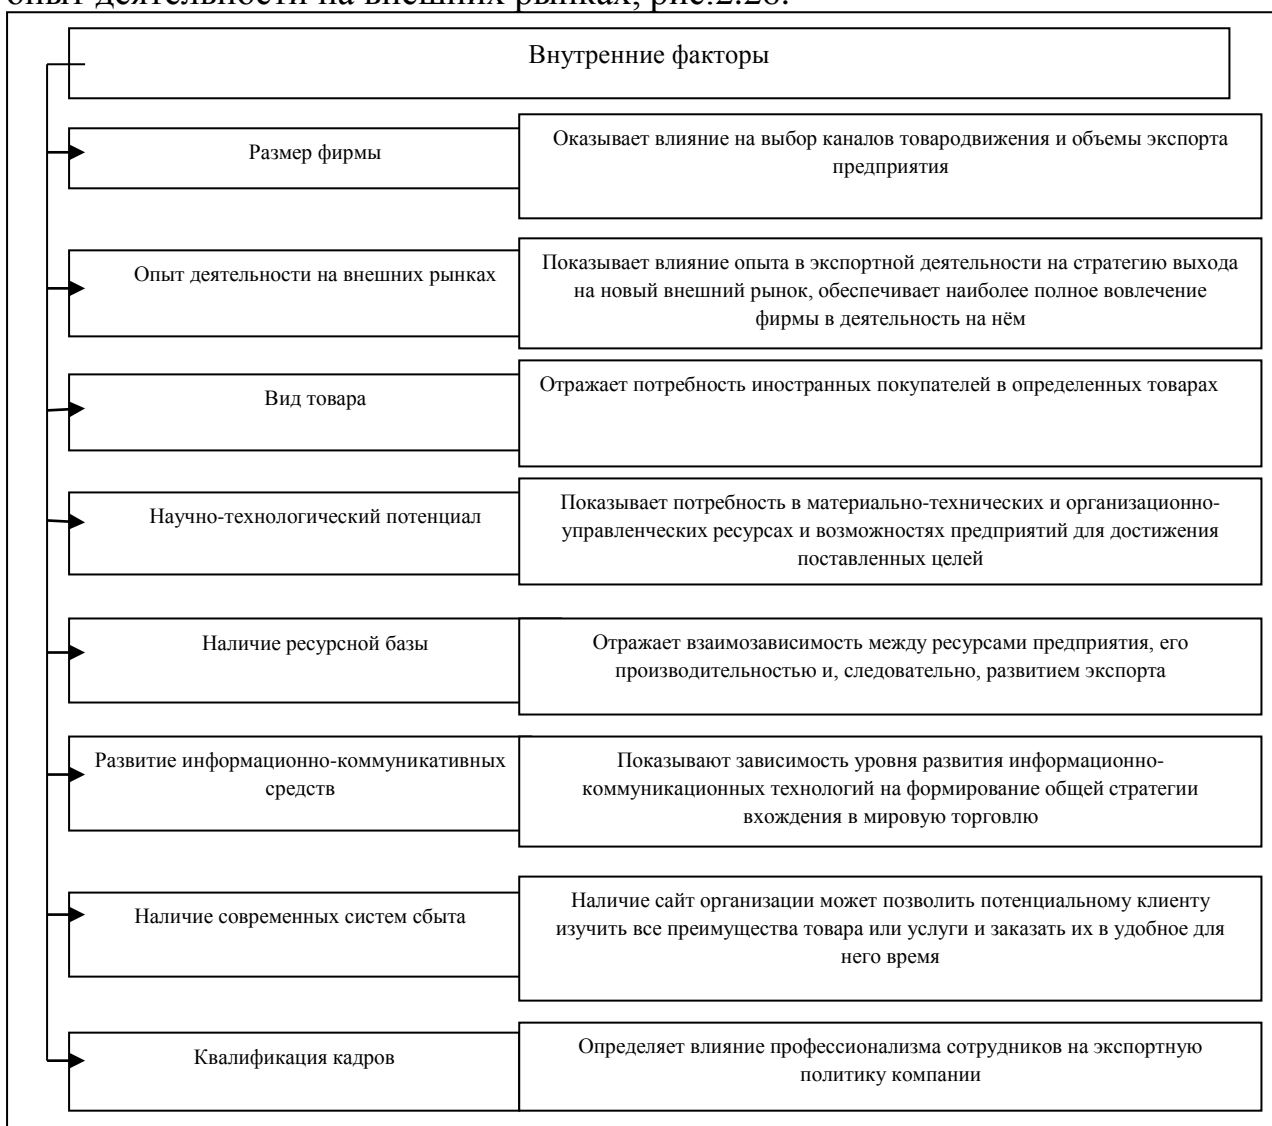 опыт деятельности на внешних рынках, рис.2.28.
Внутренние факторы
Размер фирмы
Оказывает влияние на выбор каналов товародвижения и объемы экспорта
предприятия
Опыт деятельности на внешних рынках
Показывает влияние опыта в экспортной деятельности на стратегию выхода
на новый внешний рынок, обеспечивает наиболее полное вовлечение
фирмы в деятельность на нём
Вид товара
Отражает потребность иностранных покупателей в определенных товарах
Научно-технологический потенциал
Показывает потребность в материально-технических и организационно-
управленческих ресурсах и возможностях предприятий для достижения
поставленных целей
Наличие ресурсной базы
Отражает взаимозависимость между ресурсами предприятия, его
производительностью и, следовательно, развитием экспорта
Развитие информационно-коммуникативных
средств
Показывают зависимость уровня развития информационно-
коммуникационных технологий на формирование общей стратегии
вхождения в мировую торговлю
Наличие современных систем сбыта
Наличие сайт организации может позволить потенциальному клиенту
изучить все преимущества товара или услуги и заказать их в удобное для
него время
Квалификация кадров
Определяет влияние профессионализма сотрудников на экспортную
политику компании